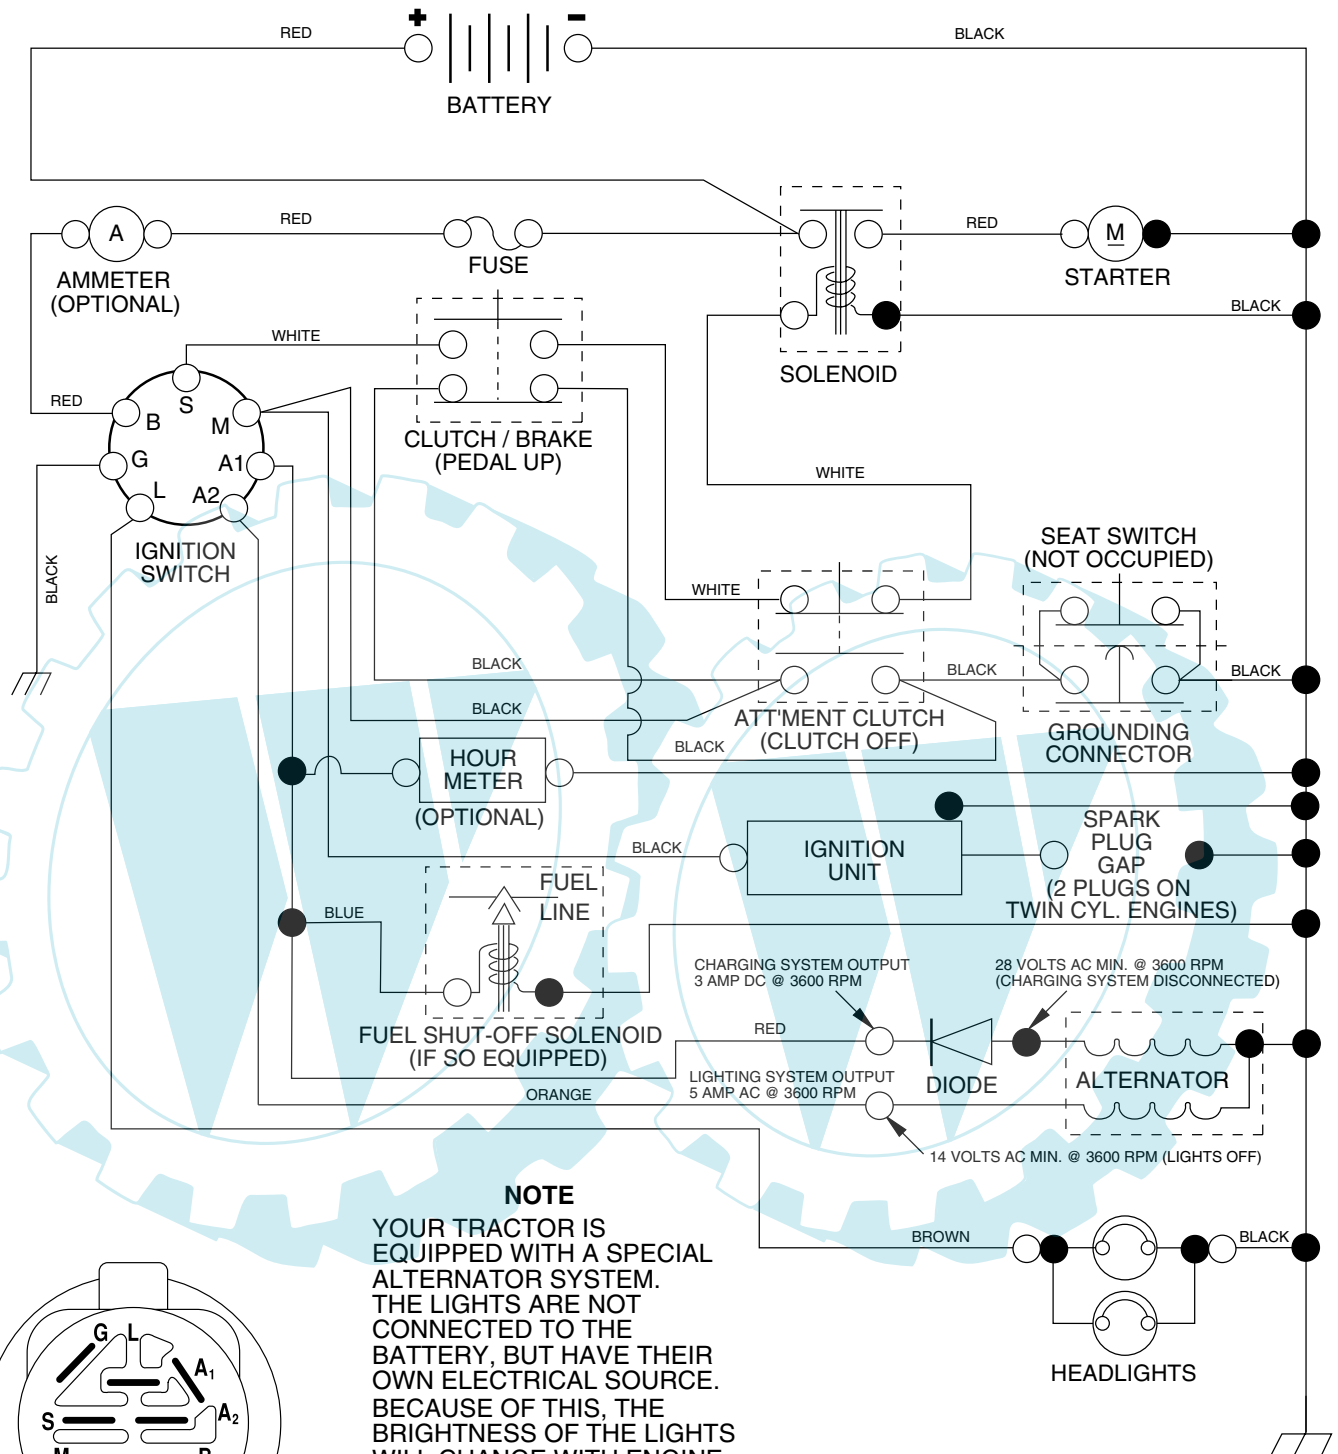 + −
RED
BLACK
BATTERY
RED
A
FUSE
AMMETER
(OPTIONAL)
RED
M
STARTER
BLACK
SOLENOID
WHITE
RED
S
B
M
G
A1
L
A2
IGNITION
SWITCH
BLACK
CLUTCH / BRAKE
(PEDAL UP)
WHITE
SEAT SWITCH
(NOT OCCUPIED)
WHITE
BLACK
BLACK
BLACK
BLACK
ATT'MENT CLUTCH
(CLUTCH OFF)
BLACK
GROUNDING
CONNECTOR
HOUR
METER
(OPTIONAL)
BLACK
IGNITION
UNIT
SPARK
PLUG
GAP
(2 PLUGS ON
TWIN CYL. ENGINES)
FUEL
LINE
BLUE
FUEL SHUT-OFF SOLENOID
(IF SO EQUIPPED)
CHARGING SYSTEM OUTPUT
3 AMP DC @ 3600 RPM
28 VOLTS AC MIN. @ 3600 RPM
(CHARGING SYSTEM DISCONNECTED)
RED
DIODE
ALTERNATOR
LIGHTING SYSTEM OUTPUT
5 AMP AC @ 3600 RPM
ORANGE
14 VOLTS AC MIN. @ 3600 RPM (LIGHTS OFF)
BROWN
BLACK
HEADLIGHTS
NOTE
YOUR TRACTOR IS
EQUIPPED WITH A SPECIAL
ALTERNATOR SYSTEM.
THE LIGHTS ARE NOT
CONNECTED TO THE
BATTERY, BUT HAVE THEIR
OWN ELECTRICAL SOURCE.
BECAUSE OF THIS, THE
BRIGHTNESS OF THE LIGHTS
WILL CHANGE WITH ENGINE
G L
A1
A2
S
M
B